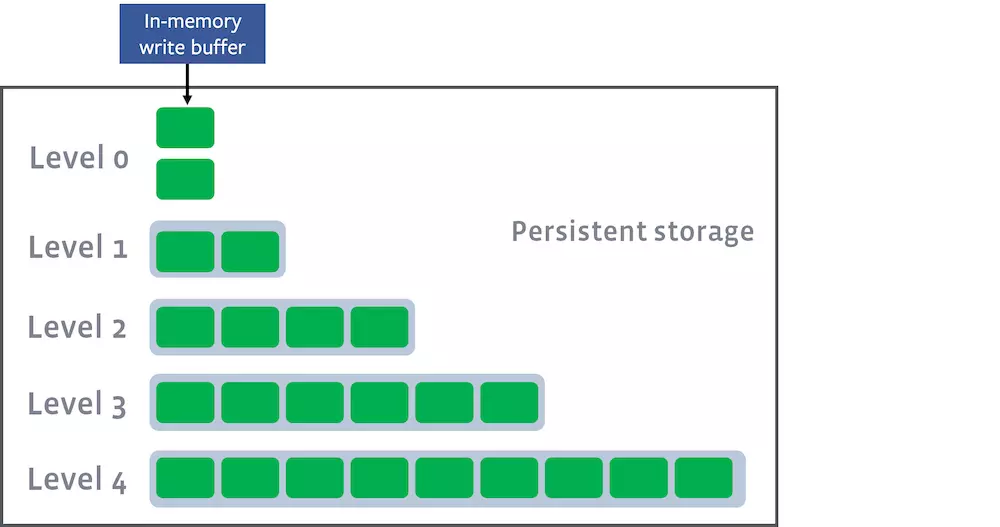 In-memory
write buffer
Level 0
Level 1
Persistent storage
Level 2
Level 3
Level 4